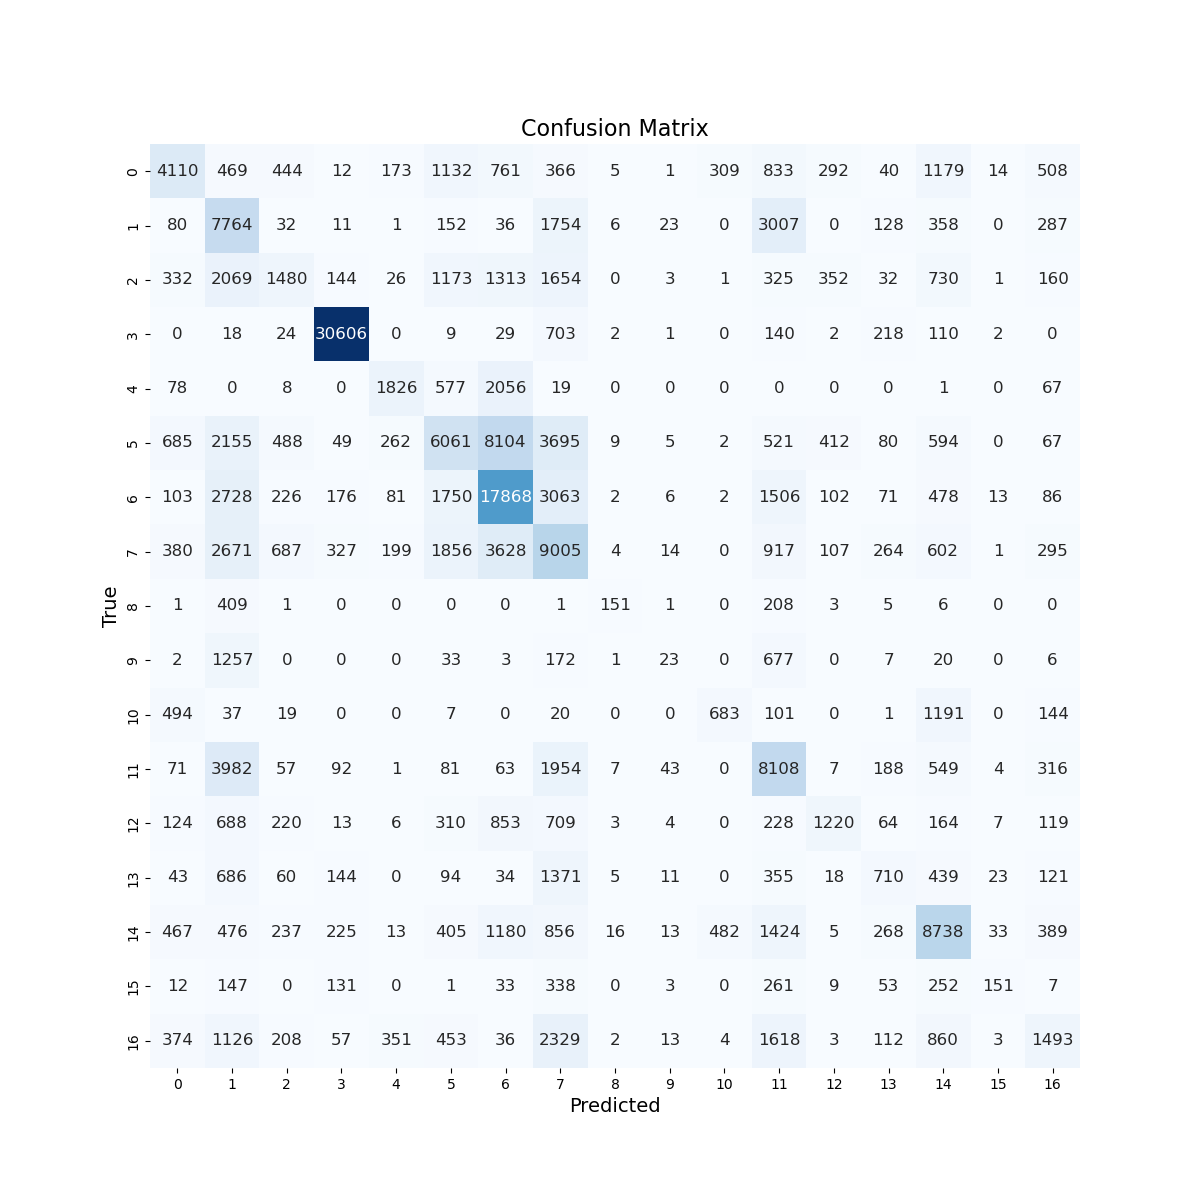 Confusion Matrix
0 4110 469 444 12 173 1132 761 366 5 1 309 833 292 40 1179 14 508
1 80 7764 32 11 1 152 36 1754 6 23 0 3007 0 128 358 0 287
2 332 2069 1480 144 26 1173 1313 1654 0 3 1 325 352 32 730 1 160
3 0 18 24 30606 0 9 29 703 2 1 0 140 2 218 110 2 0
4 78 0 8 0 1826 577 2056 19 0 0 0 0 0 0 1 0 67
5 685 2155 488 49 262 6061 8104 3695 9 5 2 521 412 80 594 0 67
6 103 2728 226 176 81 1750 17868 3063 2 6 2 1506 102 71 478 13 86
7 380 2671 687 327 199 1856 3628 9005 4 14 0 917 107 264 602 1 295
True
8 1 409 1 0 0 0 0 1 151 1 0 208 3 5 6 0 0
9 2 1257 0 0 0 33 3 172 1 23 0 677 0 7 20 0 6
10 494 37 19 0 0 7 0 20 0 0 683 101 0 1 1191 0 144
11 71 3982 57 92 1 81 63 1954 7 43 0 8108 7 188 549 4 316
12 124 688 220 13 6 310 853 709 3 4 0 228 1220 64 164 7 119
13 43 686 60 144 0 94 34 1371 5 11 0 355 18 710 439 23 121
14 467 476 237 225 13 405 1180 856 16 13 482 1424 5 268 8738 33 389
15 12 147 0 131 0 1 33 338 0 3 0 261 9 53 252 151 7
16 374 1126 208 57 351 453 36 2329 2 13 4 1618 3 112 860 3 1493
0 1 2 3 4 5 6 7 8 9 10 11 12 13 14 15 16
Predicted